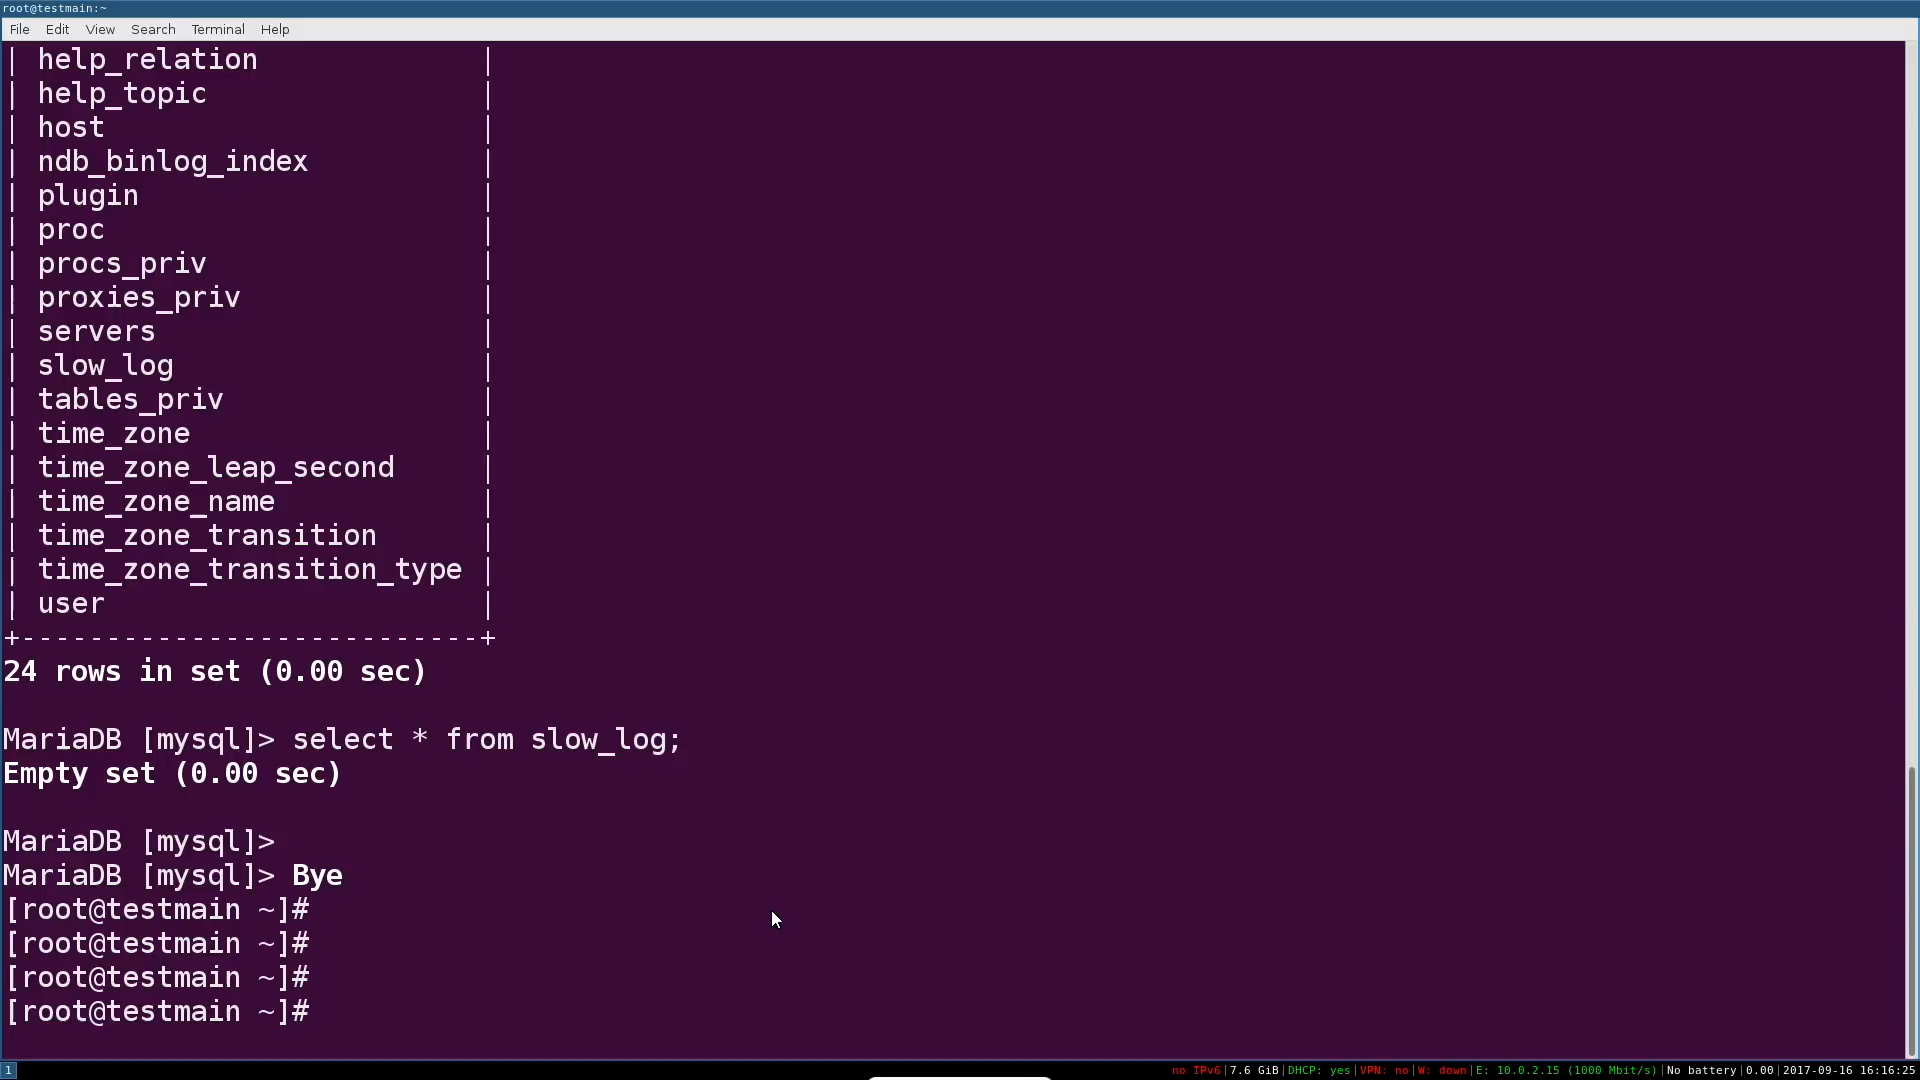 root@testmain:~
File Edit View Search Terminal Help
| help_relation             |
| help_topic                |
| host                      |
| ndb_binlog_index          |
| plugin                    |
| proc                      |
| procs_priv                |
| proxies_priv              |
| servers                   |
| slow_log                  |
| tables_priv               |
| time_zone                 |
| time_zone_leap_second     |
| time_zone_name            |
| time_zone_transition      |
| time_zone_transition_type |
| user                      |
+---------------------------+
24 rows in set (0.00 sec)
MariaDB [mysql]> select * from slow_log;
Empty set (0.00 sec)
MariaDB [mysql]>
MariaDB [mysql]> Bye
[root@testmain ~]#
[root@testmain ~]#
[root@testmain ~]#
[root@testmain ~]#
1 no IPv6|7.6 GiB|DHCP: yes|VPN: no|W: down|E: 10.0.2.15 (1000 Mbit/s)|No battery|0.00|2017-09-16 16:16:25